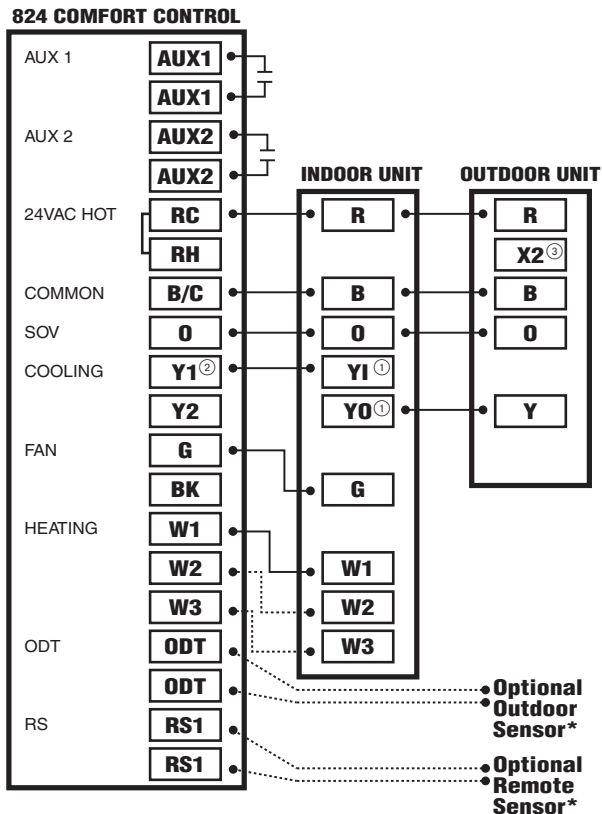 824 COMFORT CONTROL
AUX 1 AUX1
AUX1
AUX 2 AUX2
AUX2
INDOOR UNIT OUTDOOR UNIT
24VAC HOT RC R R
RH X2③
COMMON B/C B B
SOV O O O
COOLING Y1② YI①
Y2 YO① Y
FAN G
BK G
HEATING W1
W2 W1
W3 W2
ODT ODT W3
ODT
Optional
Outdoor
Sensor*
RS RS1
RS1
Optional
Remote
Sensor*